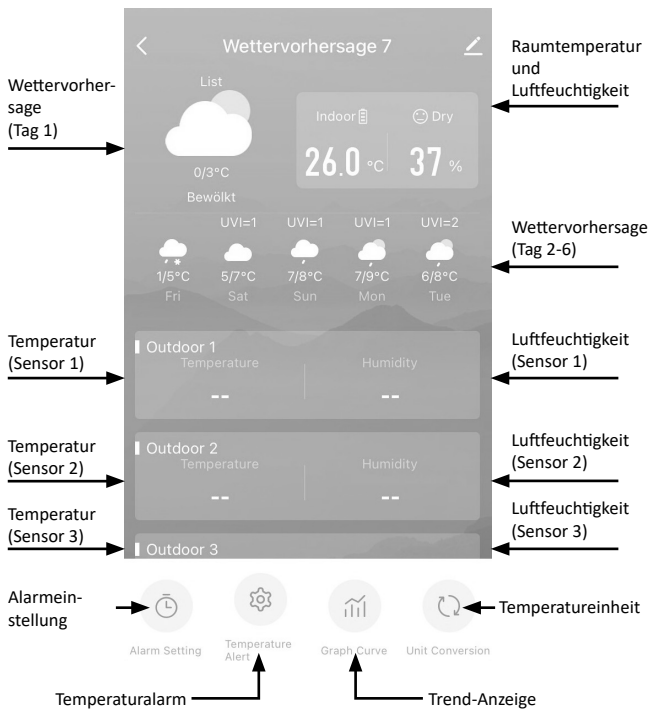 Wettervorhersage 7
List
Wettervorher-
sage
(Tag 1)
Raumtemperatur
und
Luftfeuchtigkeit
Indoor
Dry
26.0 °C
37 %
0/3°C
Bewölkt
UVI=1 UVI=1 UVI=1 UVI=2
1/5°C 5/7°C 7/8°C 7/9°C 6/8°C
Fri Sat Sun Mon Tue
Wettervorhersage
(Tag 2-6)
Temperatur
(Sensor 1)
Outdoor 1
Temperature Humidity
-- --
Luftfeuchtigkeit
(Sensor 1)
Temperatur
(Sensor 2)
Outdoor 2
Temperature Humidity
-- --
Luftfeuchtigkeit
(Sensor 2)
Temperatur
(Sensor 3)
Outdoor 3
Luftfeuchtigkeit
(Sensor 3)
Alarmein-
stellung
Temperatureinheit
Alarm Setting
Temperature
Alert
Graph Curve
Unit Conversion
Temperaturalarm
Trend-Anzeige